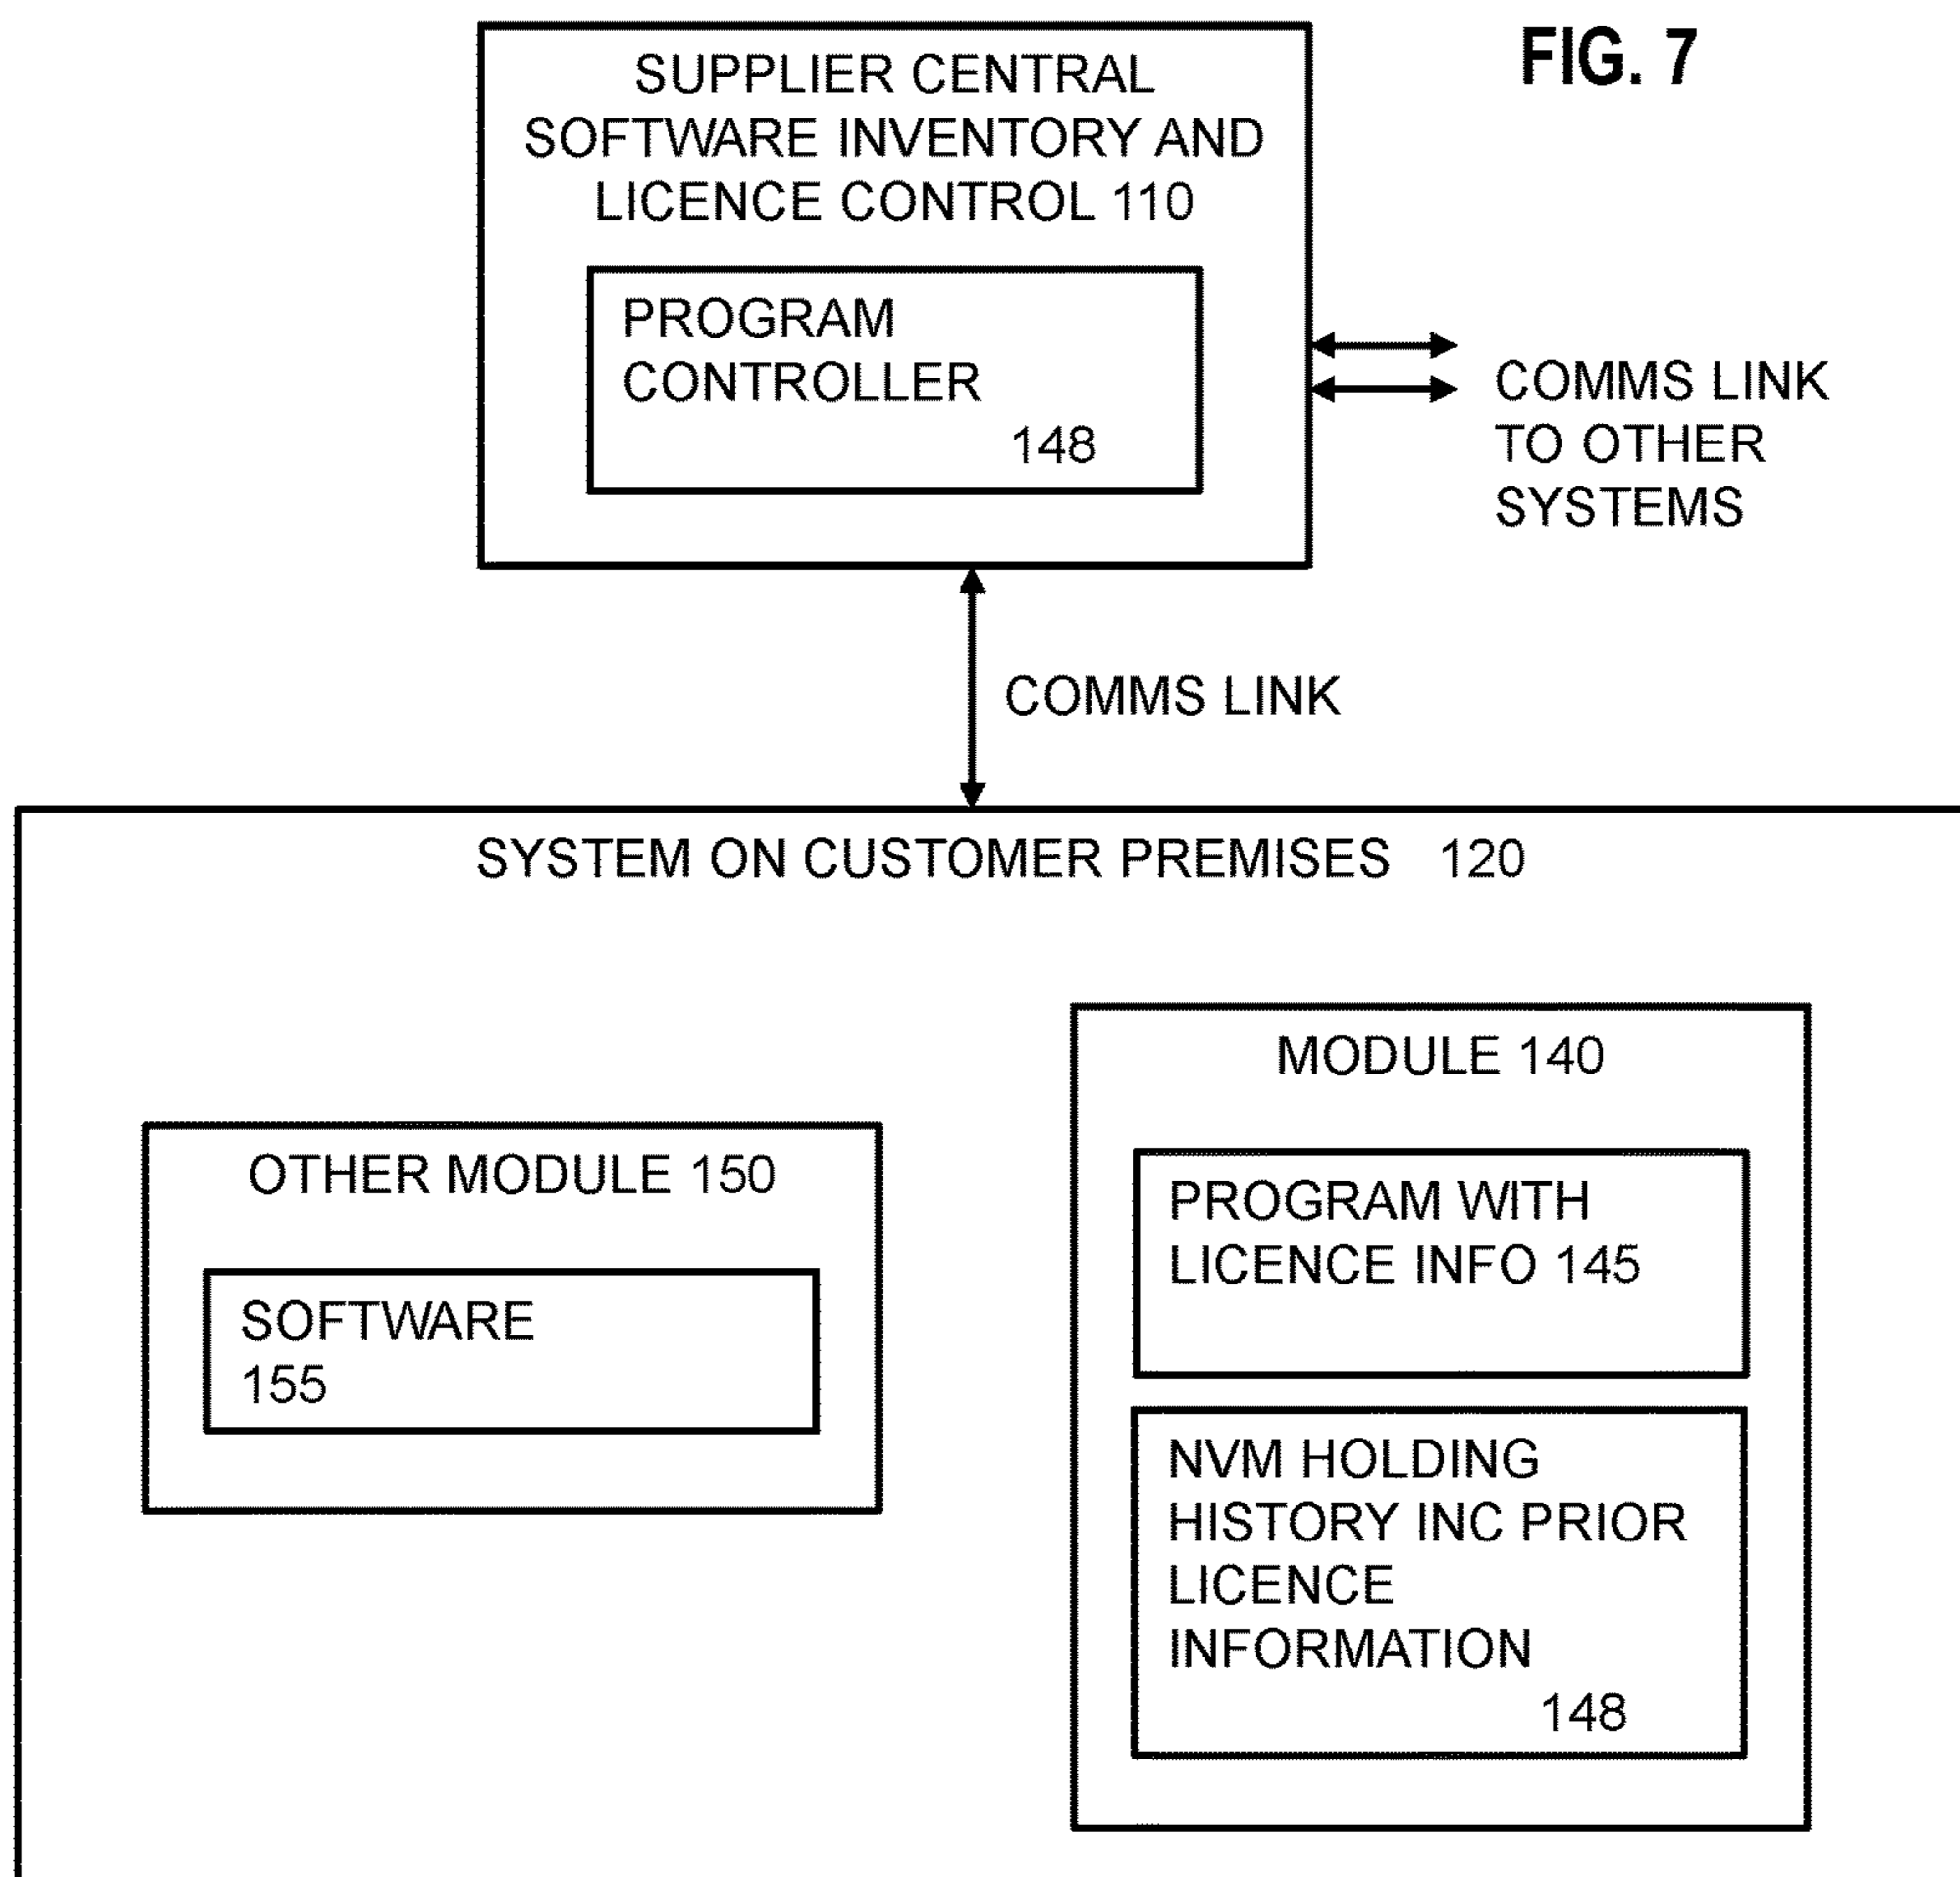 FIG. 7
SUPPLIER CENTRAL
SOFTWARE INVENTORY AND
LICENCE CONTROL 110
PROGRAM
CONTROLLER
148
COMMS LINK
TO OTHER
SYSTEMS
COMMS LINK
SYSTEM ON CUSTOMER PREMISES 120
OTHER MODULE 150
SOFTWARE
155
MODULE 140
PROGRAM WITH
LICENCE INFO 145
NVM HOLDING
HISTORY INC PRIOR
LICENCE
INFORMATION
148